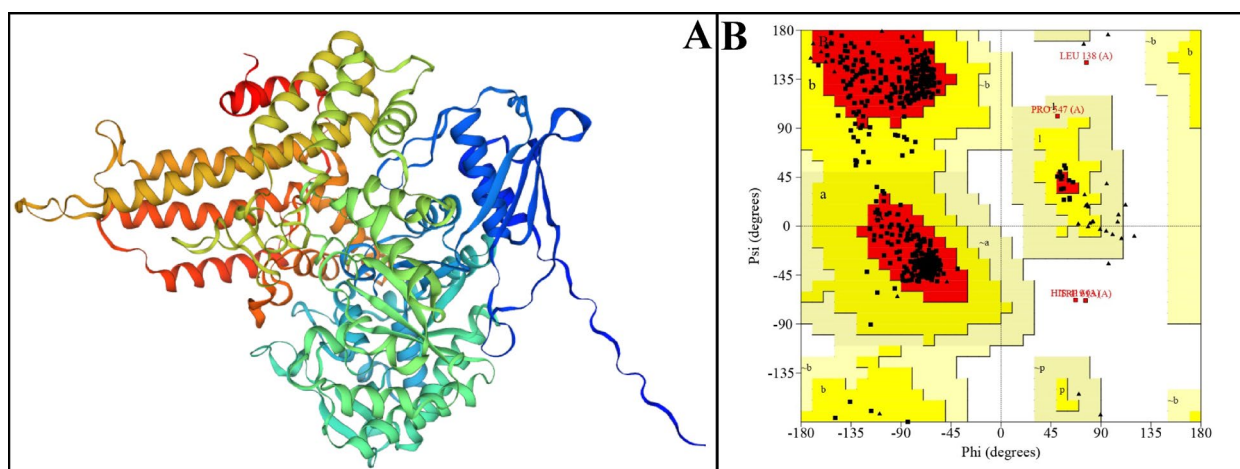 A
B
180
135
90
45
0
-45
-90
-135
-180
-135
-90
-45
0
45
90
135
180
Psi (degrees)
Phi (degrees)
B
b
a
b
~b
~b
~b
~b
~b
~a
~l
l
~p
p
LEU 138 (A)
PRO 547 (A)